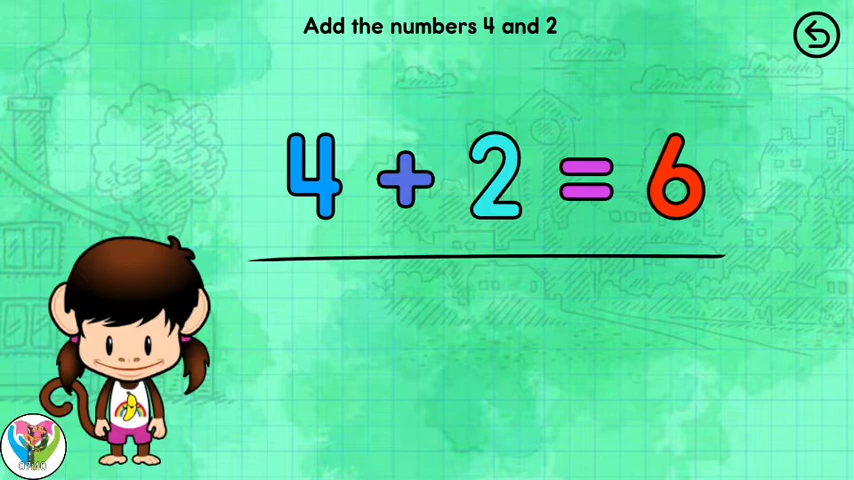 Add the numbers 4 and 2
4 + 2 = 6